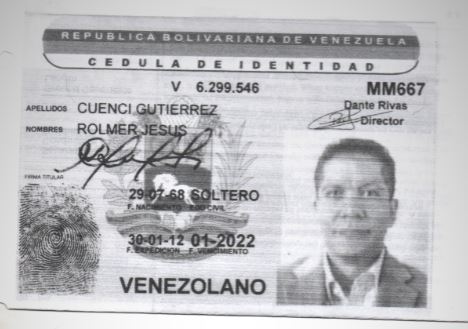 REPUBLICA BOLIVARIANA DE VENEZUELA
CEDULA DE IDENTIDAD
V 6.299.546 MM667
APELLIDOS CUENCI GUTIERREZ
Dante Rivas
Director
NOMBRES ROLMER JESUS
FIRMA TITULAR
29-07-68 SOLTERO
F. NACIMIENTO EDO CIVIL
30-01-12 01-2022
F. EXPEDICION F. VENCIMIENTO
VENEZOLANO